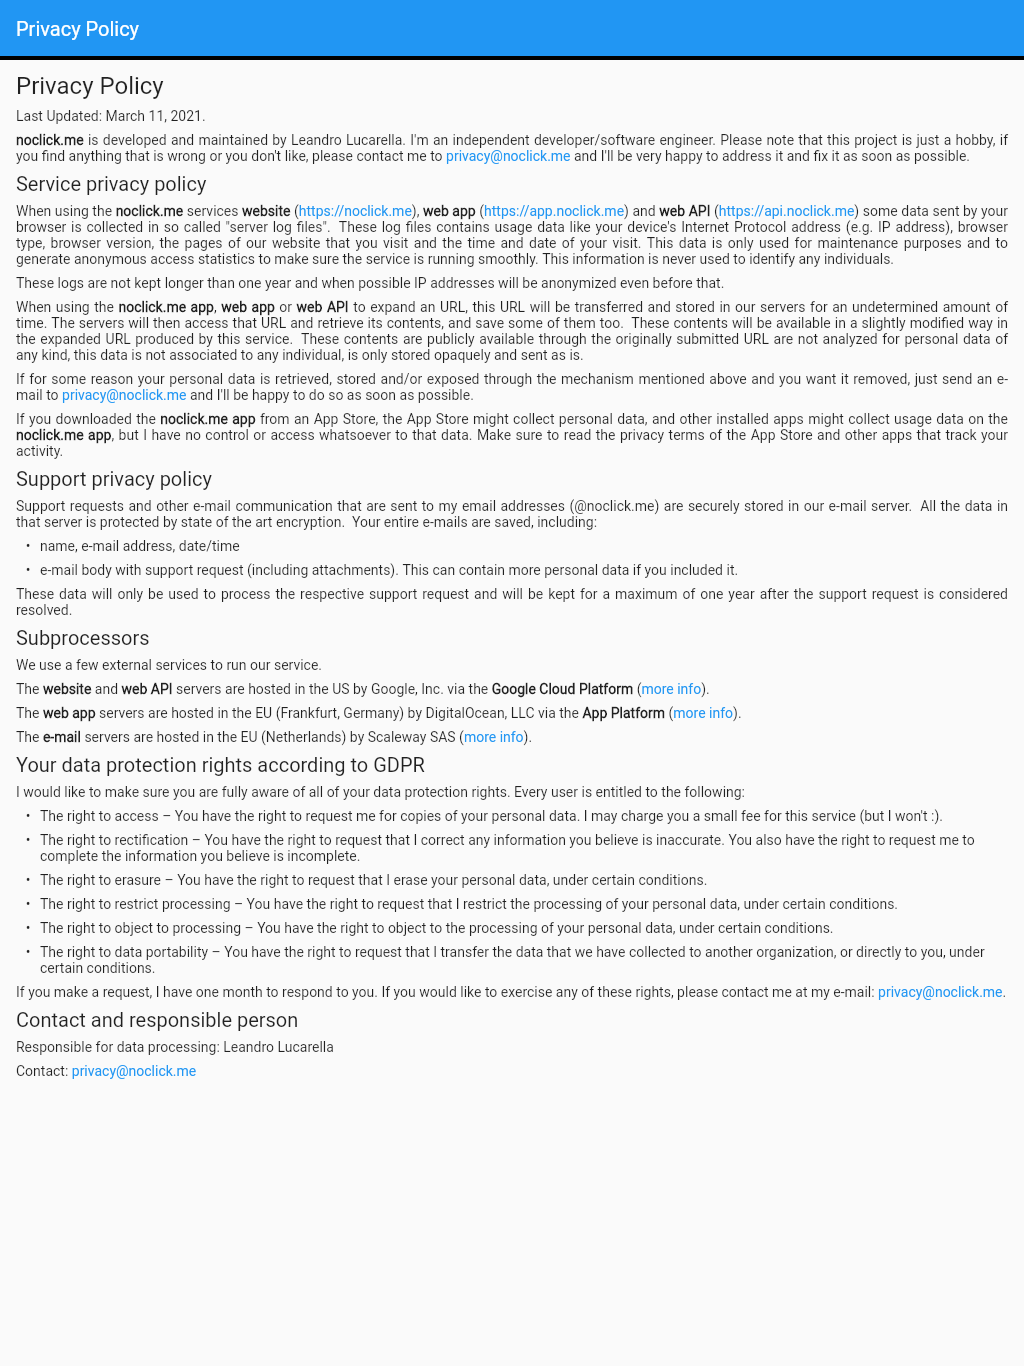 Privacy Policy
Privacy Policy
Last Updated: March 11, 2021.
noclick.me is developed and maintained by Leandro Lucarella. I'm an independent developer/software engineer. Please note that this project is just a hobby, if
you find anything that is wrong or you don't like, please contact me to privacy@noclick.me and I'll be very happy to address it and fix it as soon as possible.
Service privacy policy
When using the noclick.me services website (https://noclick.me), web app (https://app.noclick.me) and web API (https://api.noclick.me) some data sent by your
browser is collected in so called "server log files".  These log files contains usage data like your device's Internet Protocol address (e.g. IP address), browser
type, browser version, the pages of our website that you visit and the time and date of your visit. This data is only used for maintenance purposes and to
generate anonymous access statistics to make sure the service is running smoothly. This information is never used to identify any individuals.
These logs are not kept longer than one year and when possible IP addresses will be anonymized even before that.
When using the noclick.me app, web app or web API to expand an URL, this URL will be transferred and stored in our servers for an undetermined amount of
time. The servers will then access that URL and retrieve its contents, and save some of them too.  These contents will be available in a slightly modified way in
the expanded URL produced by this service.  These contents are publicly available through the originally submitted URL are not analyzed for personal data of
any kind, this data is not associated to any individual, is only stored opaquely and sent as is.
If for some reason your personal data is retrieved, stored and/or exposed through the mechanism mentioned above and you want it removed, just send an e-
mail to privacy@noclick.me and I'll be happy to do so as soon as possible.
If you downloaded the noclick.me app from an App Store, the App Store might collect personal data, and other installed apps might collect usage data on the
noclick.me app, but I have no control or access whatsoever to that data. Make sure to read the privacy terms of the App Store and other apps that track your
activity.
Support privacy policy
Support requests and other e-mail communication that are sent to my email addresses (@noclick.me) are securely stored in our e-mail server.  All the data in
that server is protected by state of the art encryption.  Your entire e-mails are saved, including:
• name, e-mail address, date/time
• e-mail body with support request (including attachments). This can contain more personal data if you included it.
These data will only be used to process the respective support request and will be kept for a maximum of one year after the support request is considered
resolved.
Subprocessors
We use a few external services to run our service.
The website and web API servers are hosted in the US by Google, Inc. via the Google Cloud Platform (more info).
The web app servers are hosted in the EU (Frankfurt, Germany) by DigitalOcean, LLC via the App Platform (more info).
The e-mail servers are hosted in the EU (Netherlands) by Scaleway SAS (more info).
Your data protection rights according to GDPR
I would like to make sure you are fully aware of all of your data protection rights. Every user is entitled to the following:
• The right to access – You have the right to request me for copies of your personal data. I may charge you a small fee for this service (but I won't :).
• The right to rectification – You have the right to request that I correct any information you believe is inaccurate. You also have the right to request me to
complete the information you believe is incomplete.
• The right to erasure – You have the right to request that I erase your personal data, under certain conditions.
• The right to restrict processing – You have the right to request that I restrict the processing of your personal data, under certain conditions.
• The right to object to processing – You have the right to object to the processing of your personal data, under certain conditions.
• The right to data portability – You have the right to request that I transfer the data that we have collected to another organization, or directly to you, under
certain conditions.
If you make a request, I have one month to respond to you. If you would like to exercise any of these rights, please contact me at my e-mail: privacy@noclick.me.
Contact and responsible person
Responsible for data processing: Leandro Lucarella
Contact: privacy@noclick.me